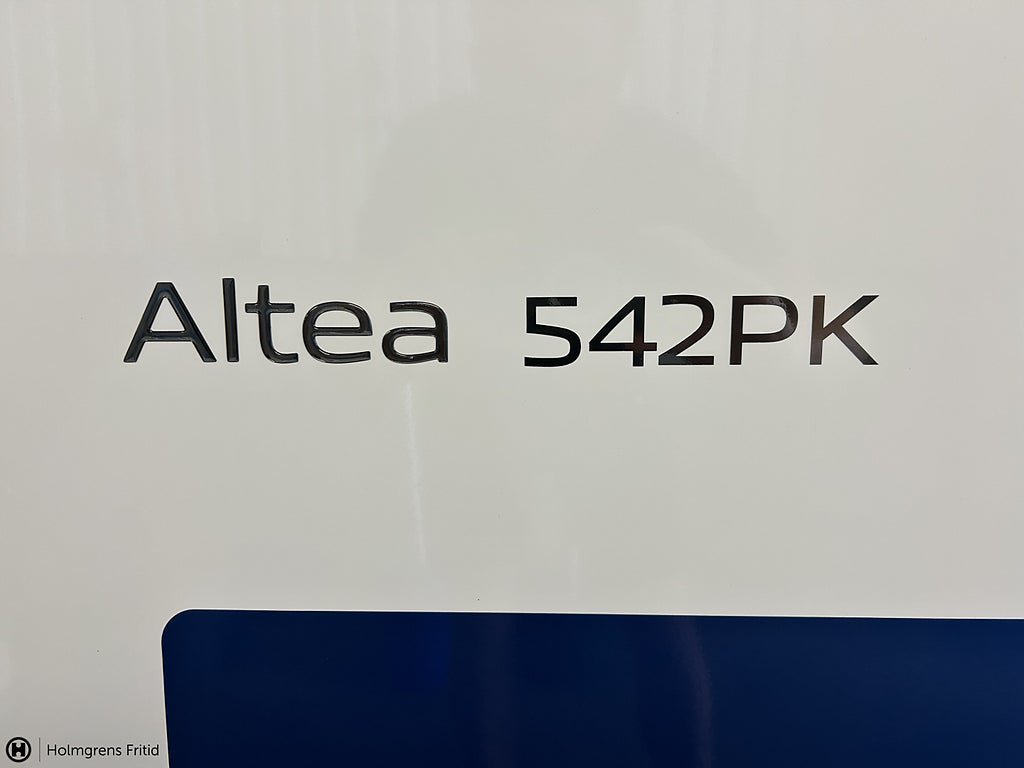 Altea 542PK
H Holmgrens Fritid